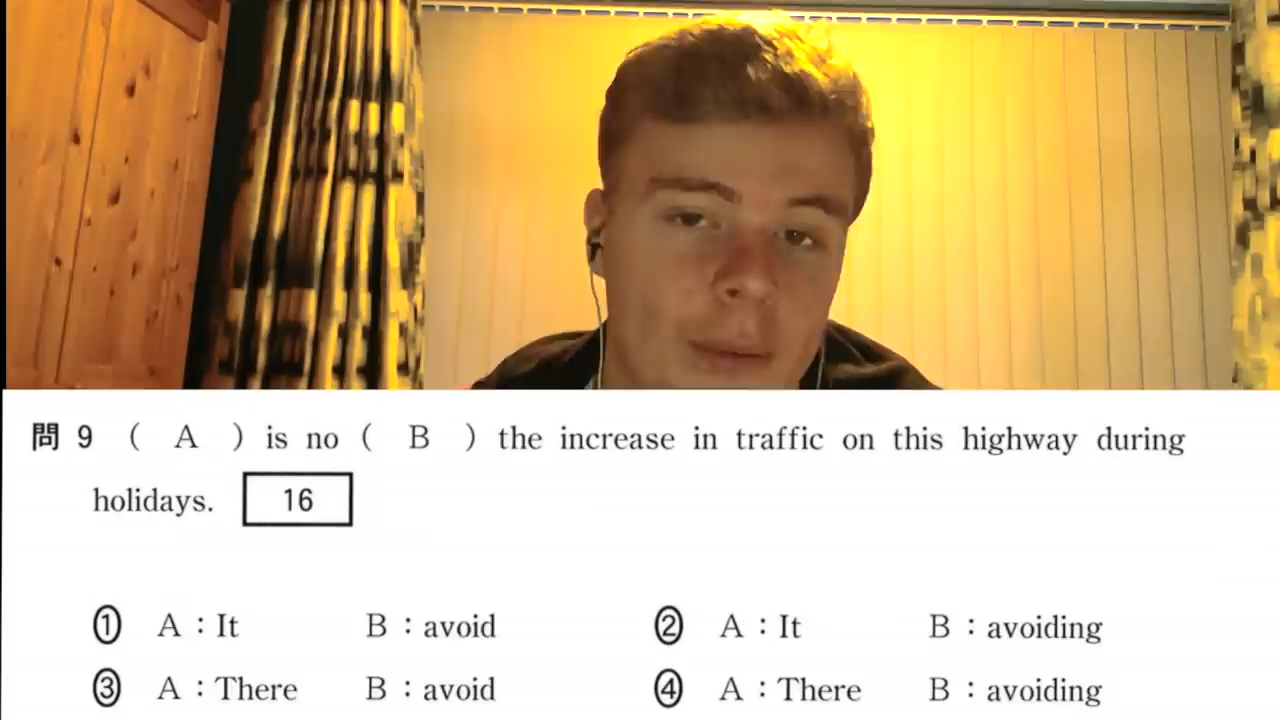 問 9 ( A ) is no ( B ) the increase in traffic on this highway during
holidays. 16
① A:It B:avoid ② A:It B:avoiding
③ A:There B:avoid ④ A:There B:avoiding